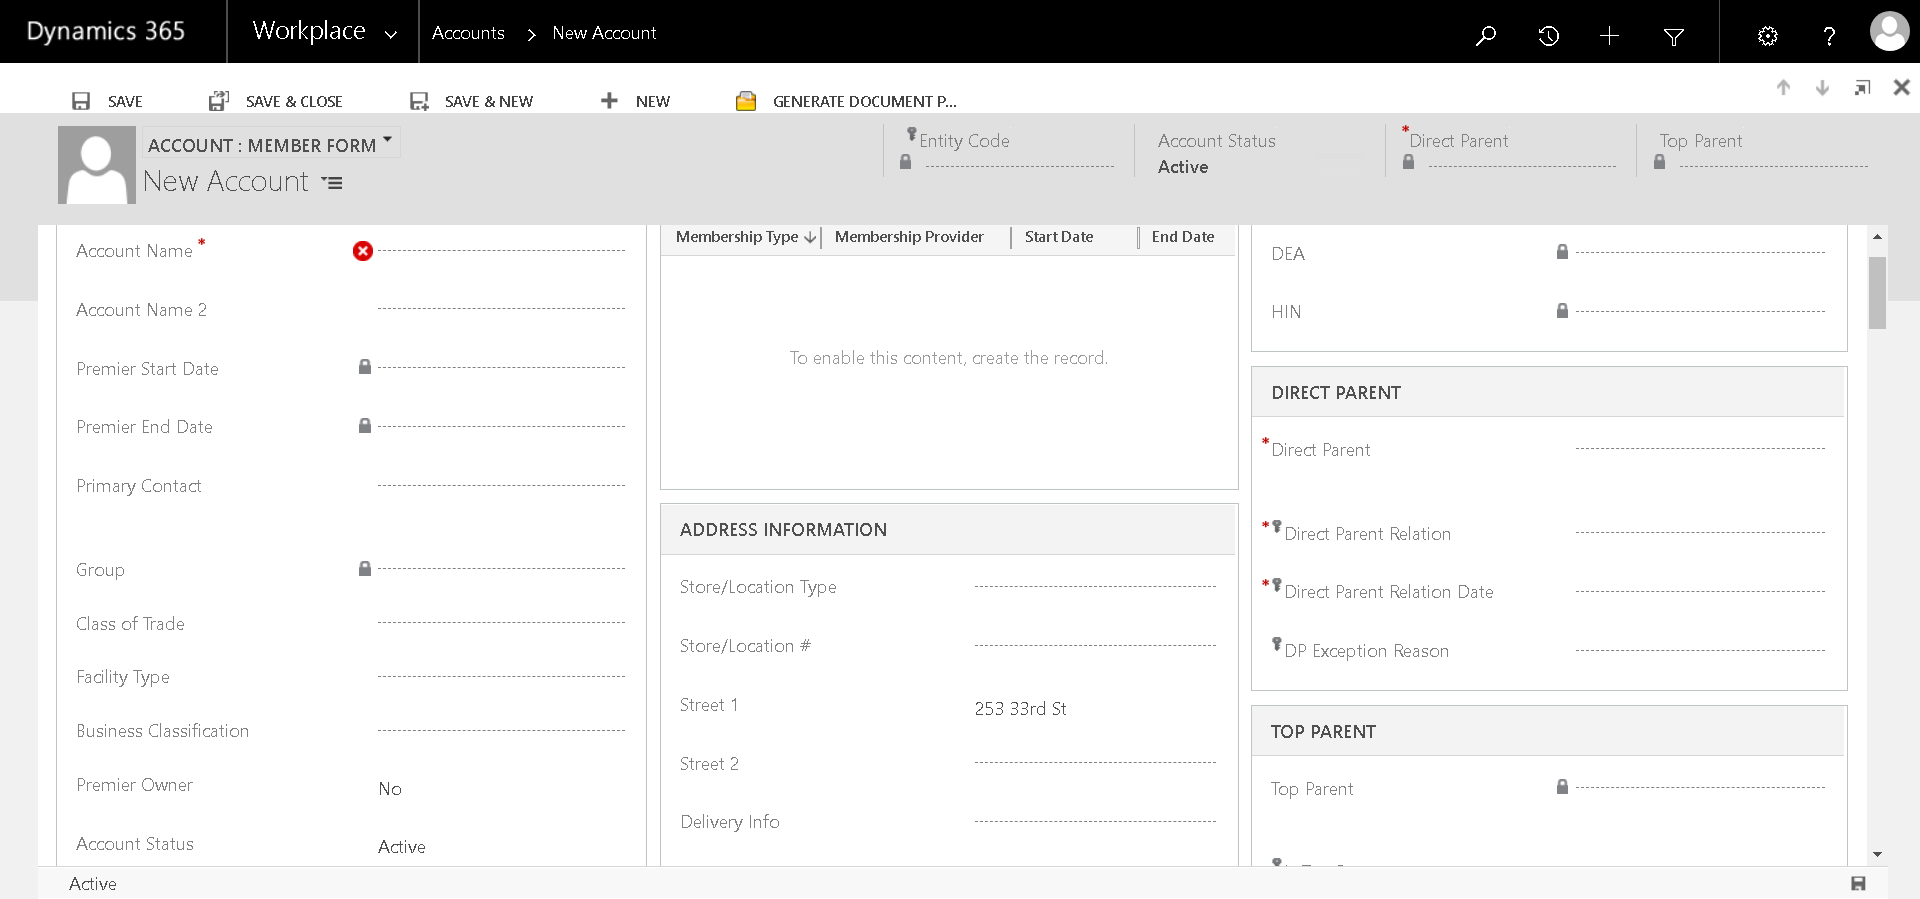 Dynamics 365
Workplace
Accounts > New Account
SAVE
SAVE & CLOSE
SAVE & NEW
NEW
GENERATE DOCUMENT P...
ACCOUNT : MEMBER FORM
New Account
Entity Code
Account Status
Active
*Direct Parent
Top Parent
Account Name *
Account Name 2
Premier Start Date
Premier End Date
Primary Contact
Group
Class of Trade
Facility Type
Business Classification
Premier Owner No
Account Status Active
Membership Type Membership Provider Start Date End Date
To enable this content, create the record.
ADDRESS INFORMATION
Store/Location Type
Store/Location #
Street 1 253 33rd St
Street 2
Delivery Info
DEA
HIN
DIRECT PARENT
*Direct Parent
*Direct Parent Relation
*Direct Parent Relation Date
DP Exception Reason
TOP PARENT
Top Parent
Active